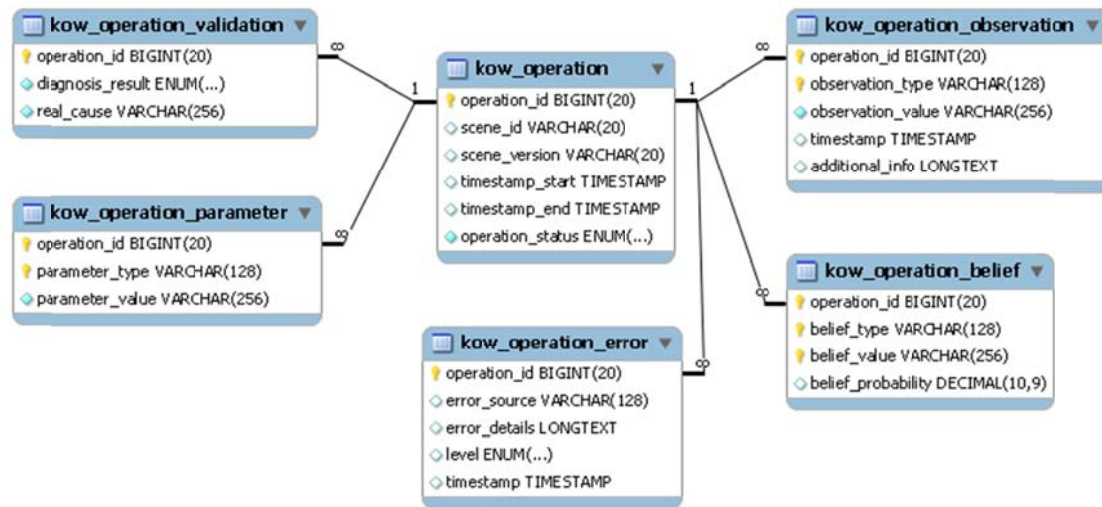 kow_operation_validation
operation_id BIGINT(20)
diagnosis_result ENUM(...)
real_cause VARCHAR(256)
∞
kow_operation_parameter
operation_id BIGINT(20)
parameter_type VARCHAR(128)
parameter_value VARCHAR(256)
∞
1
kow_operation
operation_id BIGINT(20)
scene_id VARCHAR(20)
scene_version VARCHAR(20)
timestamp_start TIMESTAMP
timestamp_end TIMESTAMP
operation_status ENUM(...)
1
kow_operation_error
operation_id BIGINT(20)
error_source VARCHAR(128)
error_details LONGTEXT
level ENUM(...)
timestamp TIMESTAMP
∞
∞
kow_operation_observation
operation_id BIGINT(20)
observation_type VARCHAR(128)
observation_value VARCHAR(256)
timestamp TIMESTAMP
additional_info LONGTEXT
∞
kow_operation_belief
operation_id BIGINT(20)
belief_type VARCHAR(128)
belief_value VARCHAR(256)
belief_probability DECIMAL(10,9)